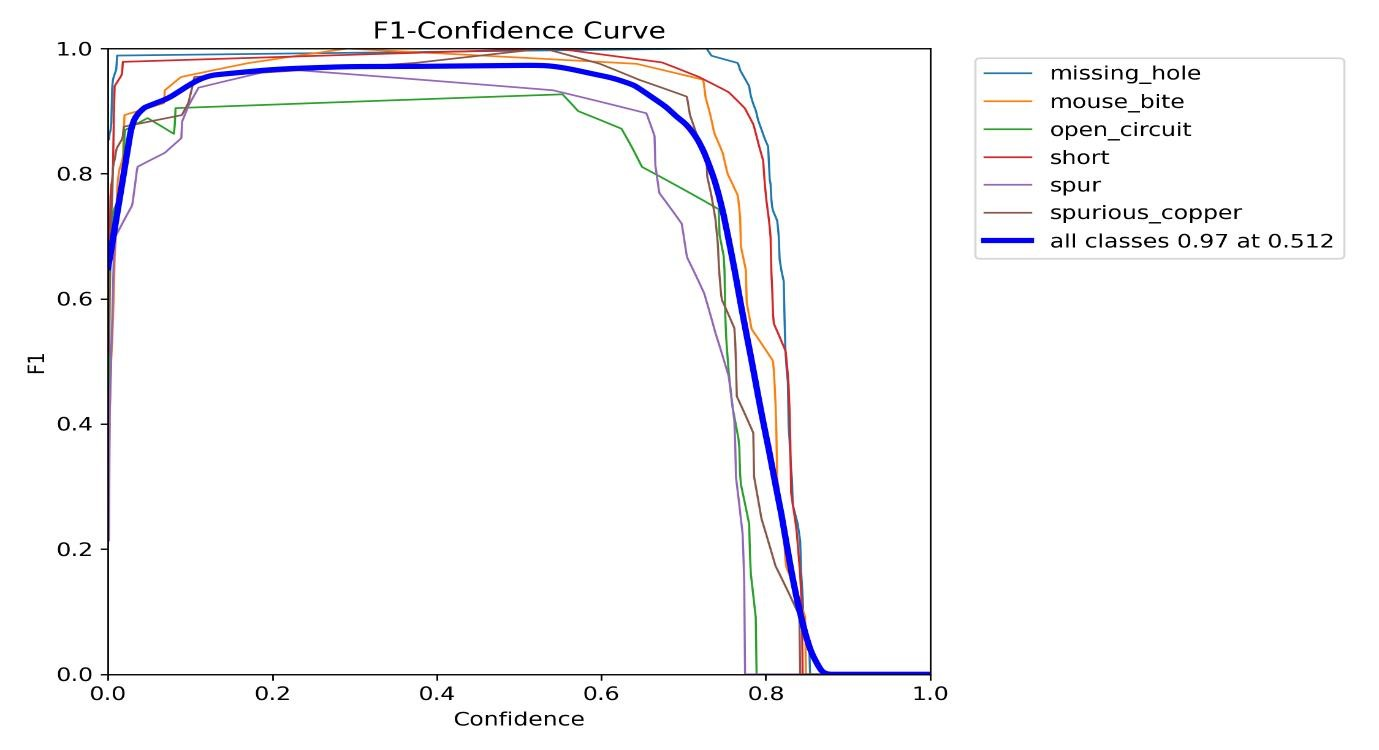 F1-Confidence Curve
1.0
0.8
0.6
0.4
0.2
0.0
F1
0.0 0.2 0.4 0.6 0.8 1.0
Confidence
missing_hole
mouse_bite
open_circuit
short
spur
spurious_copper
all classes 0.97 at 0.512